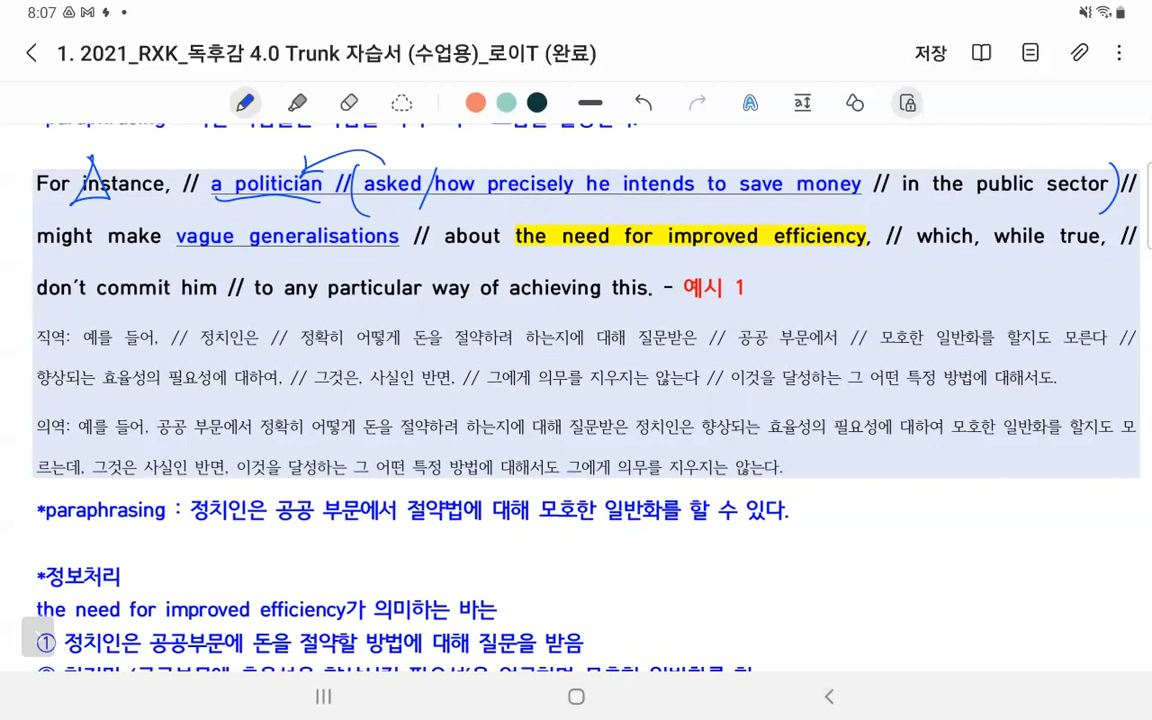 8:07
1. 2021_RXK_독후감 4.0 Trunk 자습서 (수업용)_로이T (완료)
저장
*paraphrasing :
For instance, // a politician // asked / how precisely he intends to save money // in the public sector //
might make vague generalisations // about the need for improved efficiency, // which, while true, //
don't commit him // to any particular way of achieving this. - 예시 1
직역: 예를 들어, // 정치인은 // 정확히 어떻게 돈을 절약하려 하는지에 대해 질문받은 // 공공 부문에서 // 모호한 일반화를 할지도 모른다 //
향상되는 효율성의 필요성에 대하여, // 그것은, 사실인 반면, // 그에게 의무를 지우지는 않는다 // 이것을 달성하는 그 어떤 특정 방법에 대해서도.
의역: 예를 들어, 공공 부문에서 정확히 어떻게 돈을 절약하려 하는지에 대해 질문받은 정치인은 향상되는 효율성의 필요성에 대하여 모호한 일반화를 할지도 모
르는데, 그것은 사실인 반면, 이것을 달성하는 그 어떤 특정 방법에 대해서도 그에게 의무를 지우지는 않는다.
*paraphrasing : 정치인은 공공 부문에서 절약법에 대해 모호한 일반화를 할 수 있다.
*정보처리
the need for improved efficiency가 의미하는 바는
① 정치인은 공공부문에 돈을 절약할 방법에 대해 질문을 받음